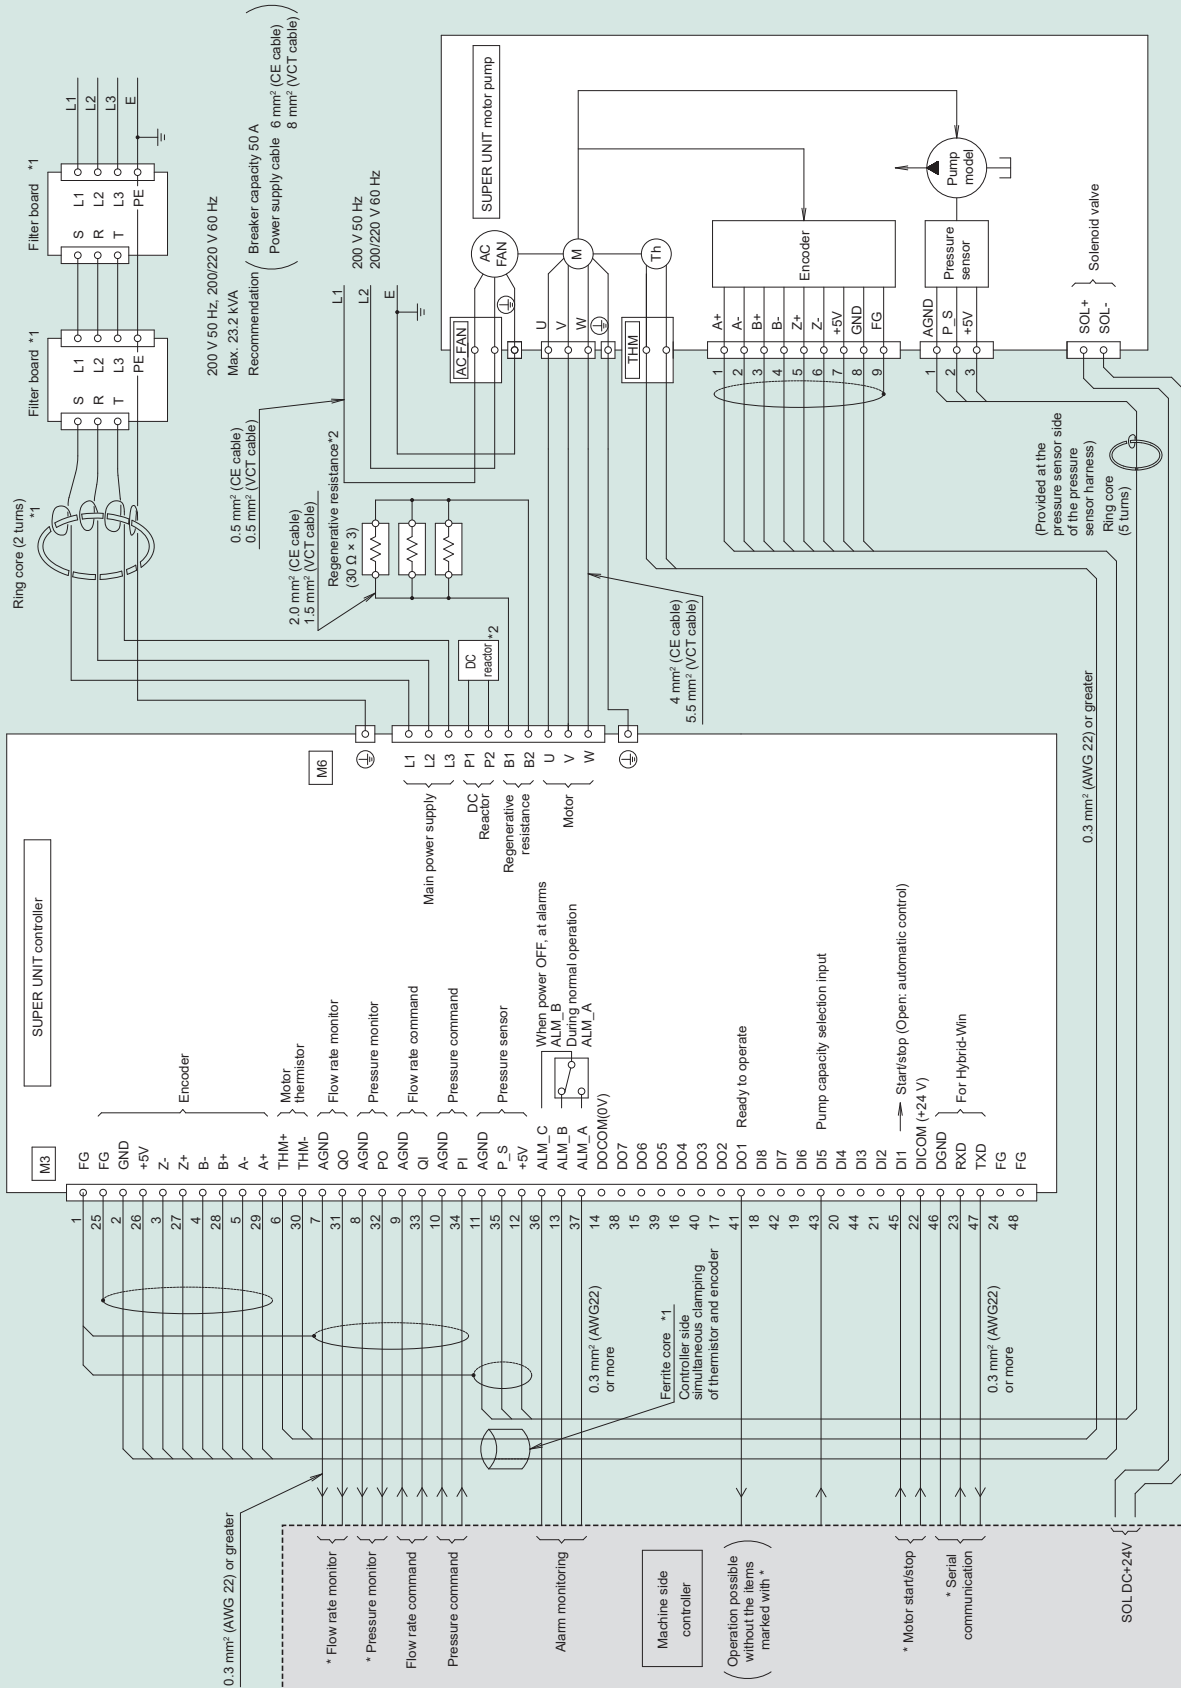 Ring core (2 turns)
*1
Filter board *1
S L1
R L2
T L3
PE
Filter board *1
S L1
R L2
T L3
PE
L1
L2
L3
E
200 V 50 Hz, 200/220 V 60 Hz
Max. 23.2 kVA
Recommendation
Breaker capacity 50 A
Power supply cable 6 mm² (CE cable)
8 mm² (VCT cable)
0.5 mm² (CE cable)
0.5 mm² (VCT cable)
L1
L2
E
200 V 50 Hz
200/220 V 60 Hz
2.0 mm² (CE cable)
1.5 mm² (VCT cable)
Regenerative resistance*2
(30 Ω × 3)
DC
reactor
*2
4 mm² (CE cable)
5.5 mm² (VCT cable)
SUPER UNIT motor pump
AC FAN
AC
FAN
U
V
W
M
THM
Th
1 A+
2 A-
3 B+
4 B-
5 Z+
6 Z-
7 +5V
8 GND
9 FG
Encoder
Pump
model
1 AGND
2 P_S
3 +5V
Pressure
sensor
SOL+
SOL-
Solenoid valve
(Provided at the
pressure sensor side
of the pressure
sensor harness)
Ring core
(5 turns)
0.3 mm² (AWG 22) or greater
SUPER UNIT controller
M6
L1
L2
L3
P1
P2
B1
B2
U
V
W
Main power supply
DC
Reactor
Regenerative
resistance
Motor
M3
1 FG
25 FG
2 GND
26 +5V
3 Z-
27 Z+
4 B-
28 B+
5 A-
29 A+
6 THM+
30 THM-
7 AGND
31 QO
8 AGND
32 PO
9 AGND
33 QI
10 AGND
34 PI
11 AGND
35 P_S
12 +5V
36 ALM_C
13 ALM_B
37 ALM_A
14 DOCOM(0V)
38 DO7
15 DO6
39 DO5
16 DO4
40 DO3
17 DO2
41 DO1
18 DI8
42 DI7
19 DI6
43 DI5
20 DI4
44 DI3
21 DI2
45 DI1
22 DICOM (+24 V)
46 DGND
23 RXD
47 TXD
24 FG
48 FG
Encoder
Motor
thermistor
Flow rate monitor
Pressure monitor
Flow rate command
Pressure command
Pressure sensor
When power OFF, at alarms
ALM_B
During normal operation
ALM_A
Ready to operate
Pump capacity selection input
Start/stop (Open: automatic control)
For Hybrid-Win
0.3 mm² (AWG22)
or more
Ferrite core *1
Controller side
simultaneous clamping
of thermistor and encoder
0.3 mm² (AWG22)
or more
0.3 mm² (AWG 22) or greater
* Flow rate monitor
* Pressure monitor
Flow rate command
Pressure command
Alarm monitoring
Machine side
controller
Operation possible
without the items
marked with *
* Motor start/stop
* Serial
communication
SOL DC+24V